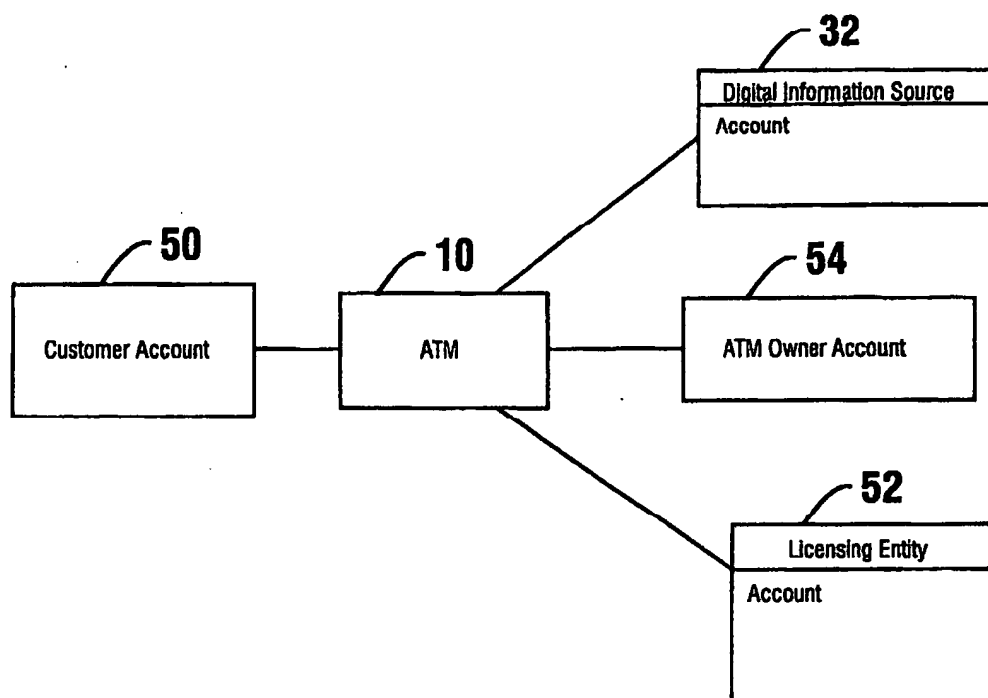 32
Digital Information Source
Account
50
10
54
Customer Account
ATM
ATM Owner Account
52
Licensing Entity
Account